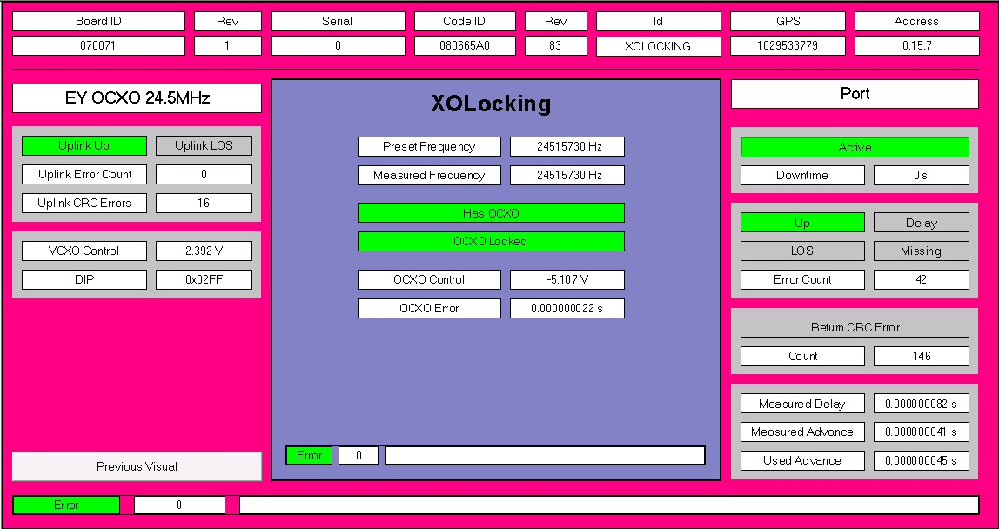 Board ID Rev Serial Code ID Rev Id GPS Address
070071 1 0 080665A0 83 XOLOCKING 1029533779 0.15.7
EY OCXO 24.5MHz
Uplink Up Uplink LOS
Uplink Error Count 0
Uplink CRC Errors 16
VCXO Control 2.392 V
DIP 0x02FF
Previous Visual
XOLocking
Preset Frequency 24515730 Hz
Measured Frequency 24515730 Hz
Has OCXO
OCXO Locked
OCXO Control -5.107 V
OCXO Error 0.000000022 s
Error 0
Port
Active
Downtime 0 s
Up Delay
LOS Missing
Error Count 42
Return CRC Error
Count 146
Measured Delay 0.000000082 s
Measured Advance 0.000000041 s
Used Advance 0.000000045 s
Error 0